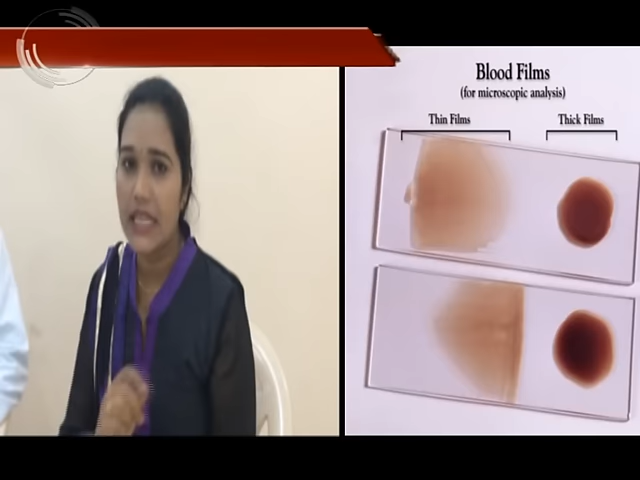 Blood Films
(for microscopic analysis)
Thin Films
Thick Films